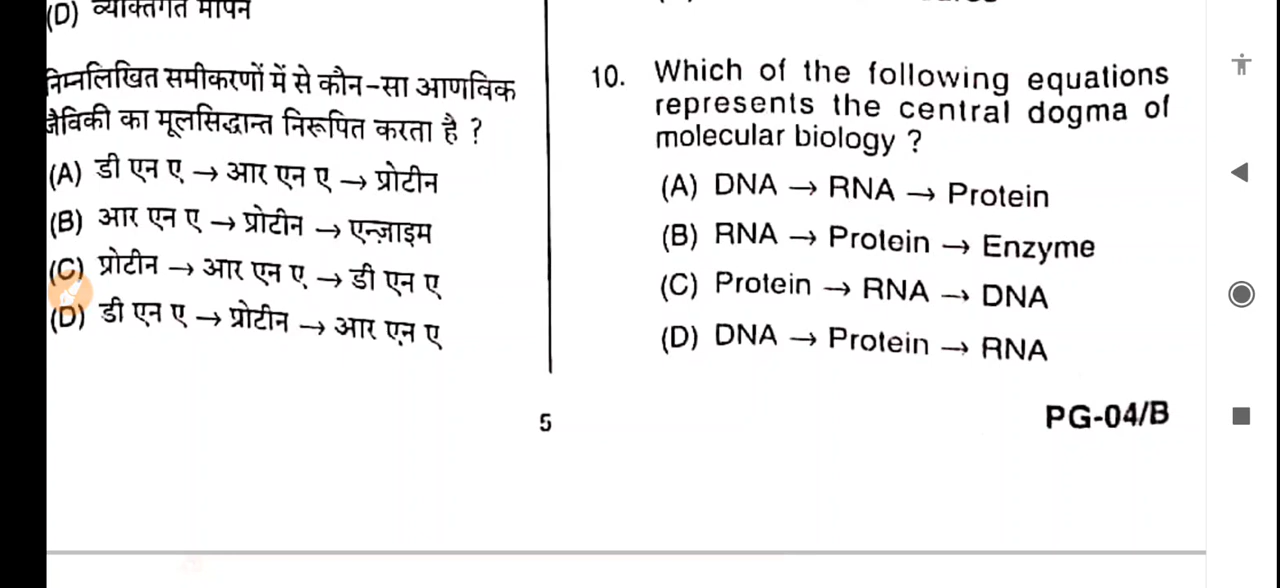 (D) व्यक्तिगत मापन
निम्नलिखित समीकरणों में से कौन-सा आणविक
जैविकी का मूलसिद्धान्त निरूपित करता है ?
(A) डी एन ए → आर एन ए → प्रोटीन
(B) आर एन ए → प्रोटीन → एन्ज़ाइम
(C) प्रोटीन → आर एन ए → डी एन ए
(D) डी एन ए → प्रोटीन → आर एन ए
10. Which of the following equations
represents the central dogma of
molecular biology ?
(A) DNA → RNA → Protein
(B) RNA → Protein → Enzyme
(C) Protein → RNA → DNA
(D) DNA → Protein → RNA
5
PG-04/B